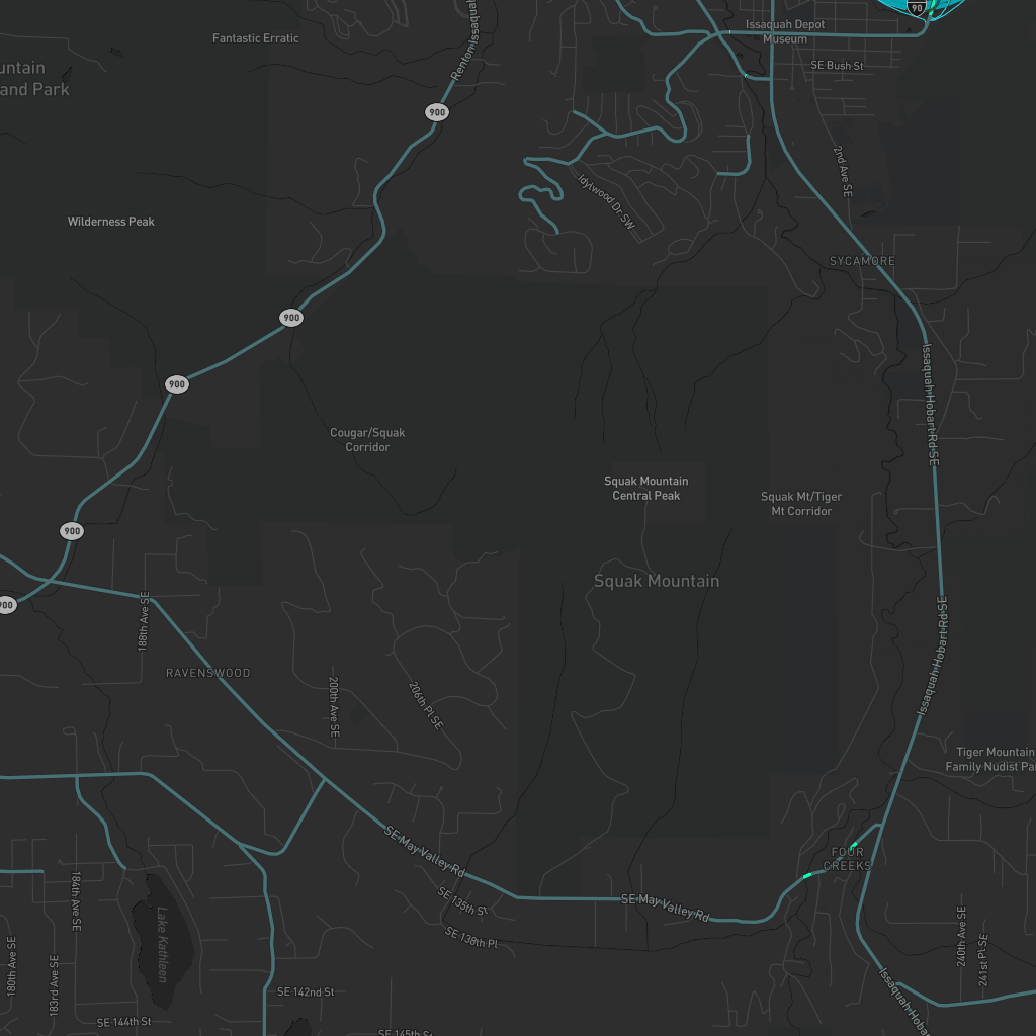 90
Issaquah Depot
Museum
Fantastic Erratic
SE Bush St
untain
and Park
900
2nd Ave SE
Idylwood Dr SW
Wilderness Peak
SYCAMORE
900
900
Issaquah Hobart Rd SE
Cougar/Squak
Corridor
Squak Mountain
Central Peak
Squak Mt/Tiger
Mt Corridor
900
Squak Mountain
900
188th Ave SE
Issaquah Hobart Rd SE
RAVENSWOOD
200th Ave SE
206th Pl SE
Tiger Mountain
Family Nudist Par
SE May Valley Rd
FOUR
CREEKS
184th Ave SE
SE 135th St
SE May Valley Rd
SE 138th Pl
Lake Kathleen
180th Ave SE
183rd Ave SE
240th Ave SE
241st Pl SE
SE 142nd St
Issaquah Hobar
SE 144th St
SE 145th St